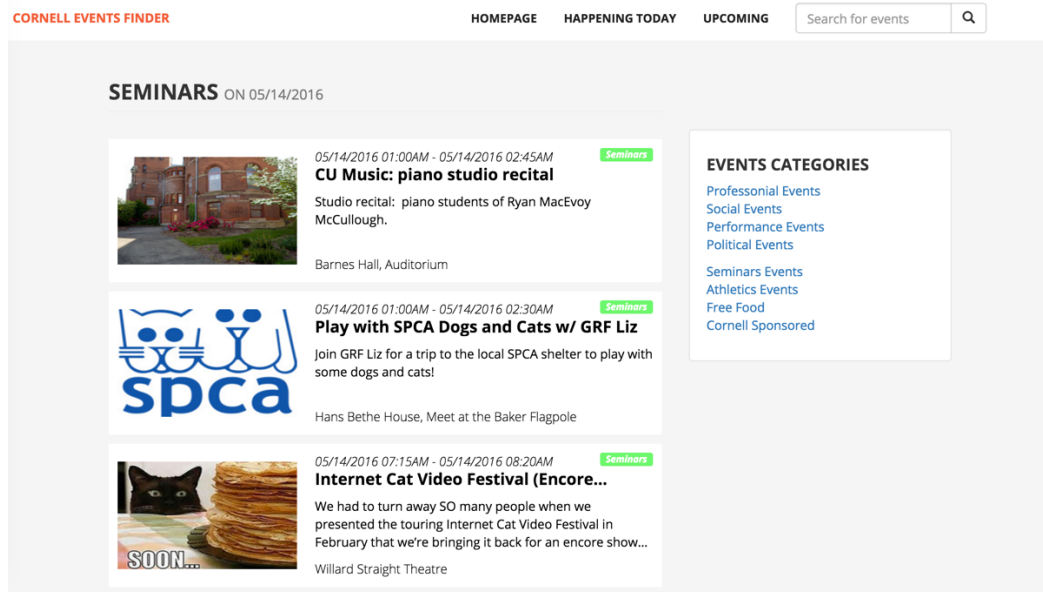 CORNELL EVENTS FINDER
HOMEPAGE
HAPPENING TODAY
UPCOMING
Search for events
SEMINARS ON 05/14/2016
05/14/2016 01:00AM - 05/14/2016 02:45AM
Seminars
CU Music: piano studio recital
Studio recital: piano students of Ryan MacEvoy
McCullough.
Barnes Hall, Auditorium
spca
05/14/2016 01:00AM - 05/14/2016 02:30AM
Seminars
Play with SPCA Dogs and Cats w/ GRF Liz
Join GRF Liz for a trip to the local SPCA shelter to play with
some dogs and cats!
Hans Bethe House, Meet at the Baker Flagpole
SOON...
05/14/2016 07:15AM - 05/14/2016 08:20AM
Seminars
Internet Cat Video Festival (Encore...
We had to turn away SO many people when we
presented the touring Internet Cat Video Festival in
February that we’re bringing it back for an encore show...
Willard Straight Theatre
EVENTS CATEGORIES
Professonial Events
Social Events
Performance Events
Political Events
Seminars Events
Athletics Events
Free Food
Cornell Sponsored